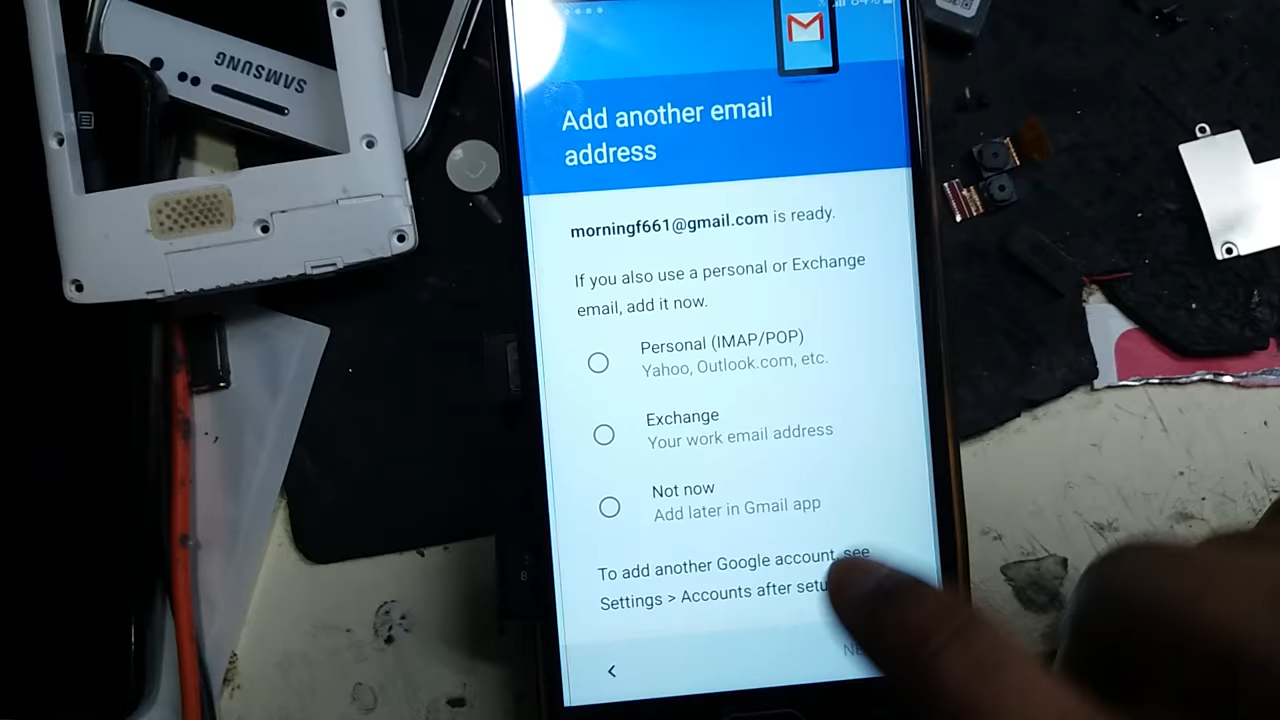 SAMSUNG
84%
Add another email
address
morningf661@gmail.com is ready.
If you also use a personal or Exchange
email, add it now.
Personal (IMAP/POP)
Yahoo, Outlook.com, etc.
Exchange
Your work email address
Not now
Add later in Gmail app
To add another Google account, see
Settings > Accounts after